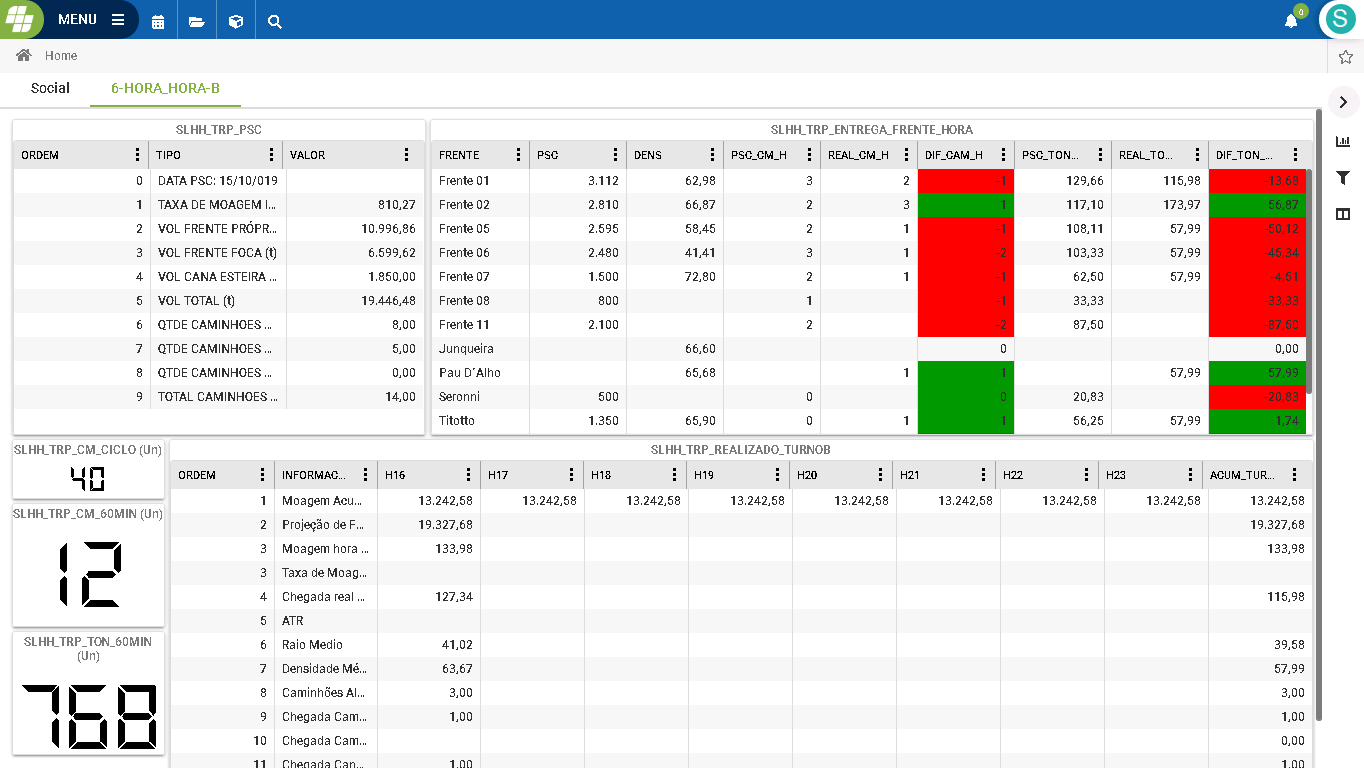 MENU
0
S
Home
Social 6-HORA_HORA-B
SLHH_TRP_PSC
ORDEM TIPO VALOR
0 DATA PSC: 15/10/019
1 TAXA DE MOAGEM I... 810,27
2 VOL FRENTE PRÓPR... 10.996,86
3 VOL FRENTE FOCA (t) 6.599,62
4 VOL CANA ESTEIRA ... 1.850,00
5 VOL TOTAL (t) 19.446,48
6 QTDE CAMINHOES ... 8,00
7 QTDE CAMINHOES ... 5,00
8 QTDE CAMINHOES ... 0,00
9 TOTAL CAMINHOES ... 14,00
SLHH_TRP_ENTREGA_FRENTE_HORA
FRENTE PSC DENS PSC_CM_H REAL_CM_H DIF_CAM_H PSC_TON... REAL_TO... DIF_TON_...
Frente 01 3.112 62,98 3 2 -1 129,66 115,98 -13,68
Frente 02 2.810 66,87 2 3 1 117,10 173,97 56,87
Frente 05 2.595 58,45 2 1 -1 108,11 57,99 -50,12
Frente 06 2.480 41,41 3 1 -2 103,33 57,99 -45,34
Frente 07 1.500 72,80 2 1 -1 62,50 57,99 -4,51
Frente 08 800 1 -1 33,33 -33,33
Frente 11 2.100 2 -2 87,50 -87,50
Junqueira 66,60 0 0,00
Pau D´Alho 65,68 1 1 57,99 57,99
Seronni 500 0 0 20,83 -20,83
Titotto 1.350 65,90 0 1 1 56,25 57,99 1,74
SLHH_TRP_CM_CICLO (Un)
40
SLHH_TRP_CM_60MIN (Un)
12
SLHH_TRP_TON_60MIN
(Un)
768
SLHH_TRP_REALIZADO_TURNOB
ORDEM INFORMAC... H16 H17 H18 H19 H20 H21 H22 H23 ACUM_TUR...
1 Moagem Acu... 13.242,58 13.242,58 13.242,58 13.242,58 13.242,58 13.242,58 13.242,58 13.242,58 13.242,58
2 Projeção de F... 19.327,68 19.327,68
3 Moagem hora ... 133,98 133,98
3 Taxa de Moag...
4 Chegada real ... 127,34 115,98
5 ATR
6 Raio Medio 41,02 39,58
7 Densidade Mé... 63,67 57,99
8 Caminhões Al... 3,00 3,00
9 Chegada Cam... 1,00 1,00
10 Chegada Cam... 0,00
11 Chegada Can... 1,00 1,00